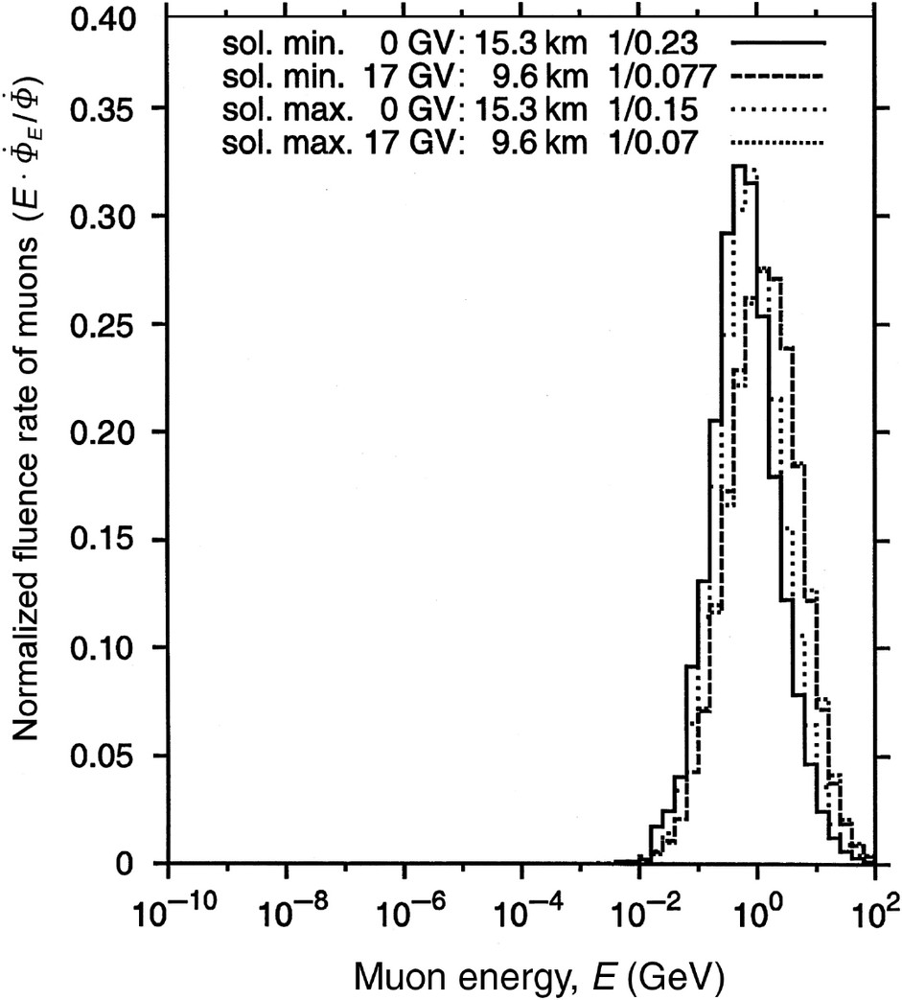 0.40
0.35
0.30
0.25
0.20
0.15
0.10
0.05
0
Normalized fluence rate of muons (E · Φ̇_E / Φ̇)
sol. min. 0 GV: 15.3 km 1/0.23
sol. min. 17 GV: 9.6 km 1/0.077
sol. max. 0 GV: 15.3 km 1/0.15
sol. max. 17 GV: 9.6 km 1/0.07
10⁻¹⁰ 10⁻⁸ 10⁻⁶ 10⁻⁴ 10⁻² 10⁰ 10²
Muon energy, E (GeV)